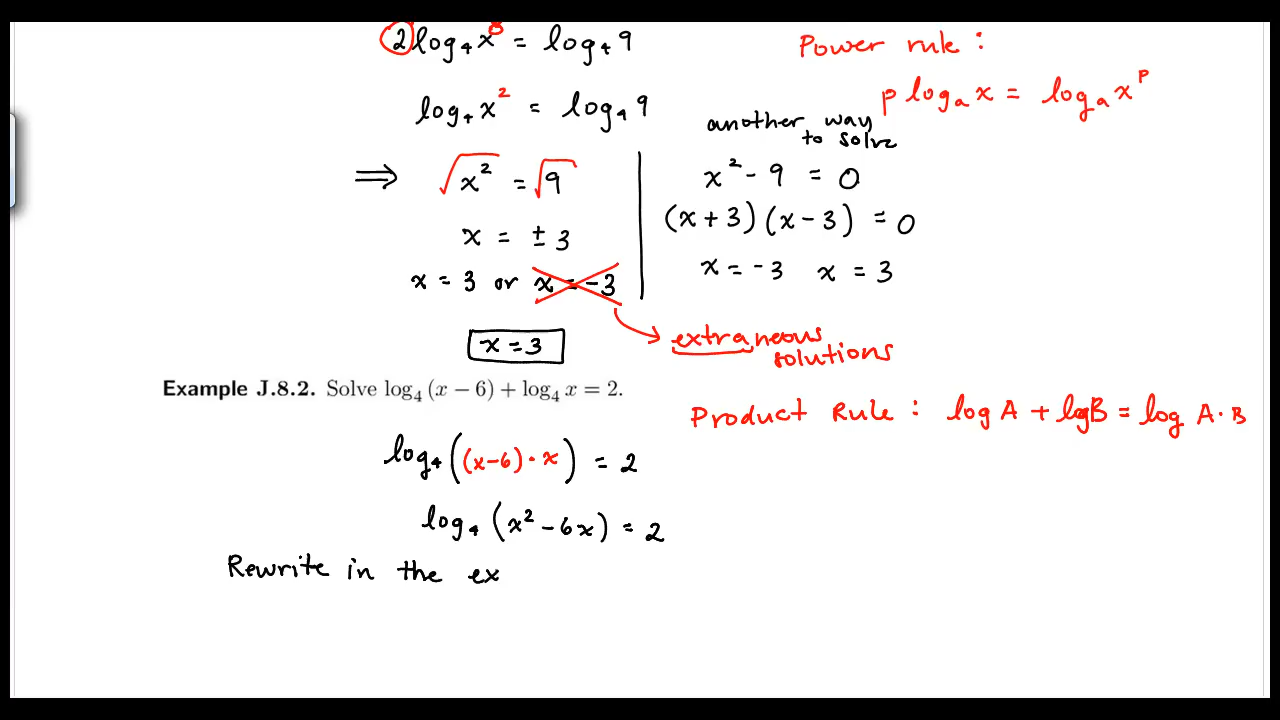 2 log₄ x = log₄ 9
Power rule :
p logₐ x = logₐ xᵖ
log₄ x² = log₄ 9
another way
to solve
⟹ √x² = √9
x = ± 3
x = 3 or x = -3
x = 3
x² - 9 = 0
(x + 3) (x - 3) = 0
x = -3 x = 3
extraneous
solutions
Example J.8.2. Solve log₄ (x − 6) + log₄ x = 2.
Product Rule : log A + log B = log A · B
log₄ ((x-6) · x) = 2
log₄ (x² - 6x) = 2
Rewrite in the ex